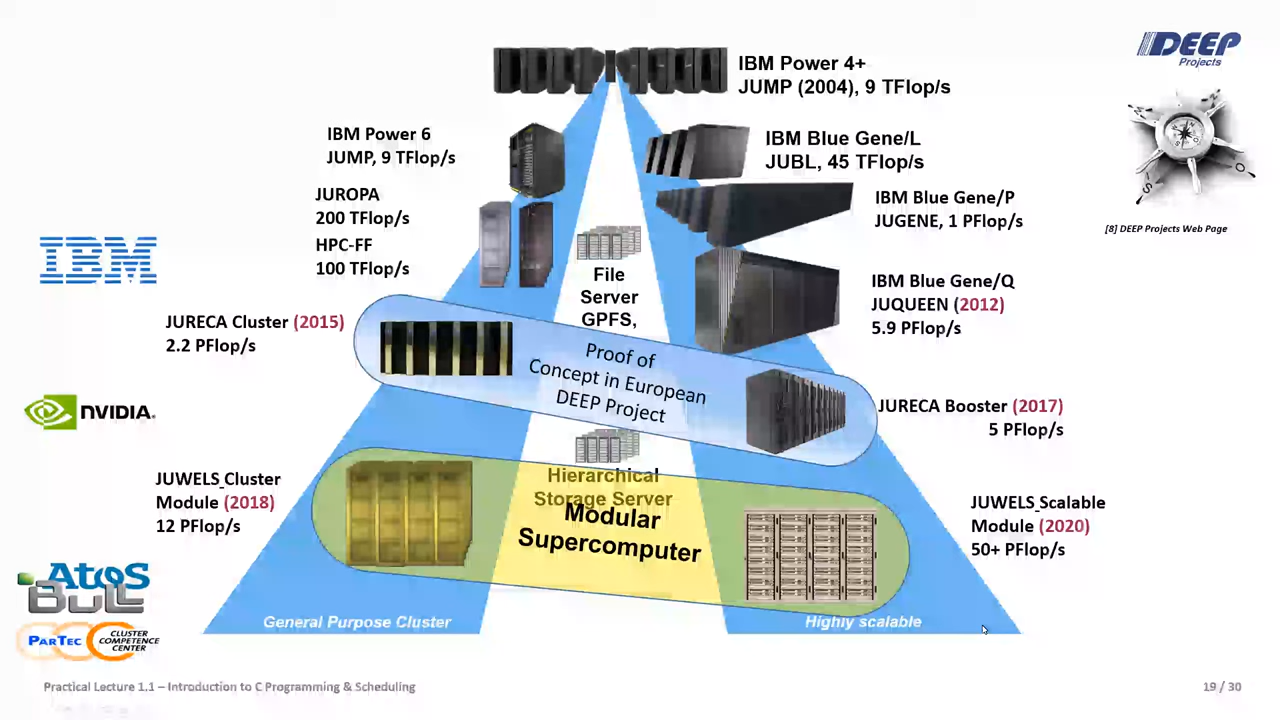 IBM Power 4+
JUMP (2004), 9 TFlop/s
DEEP
Projects
IBM Power 6
JUMP, 9 TFlop/s
IBM Blue Gene/L
JUBL, 45 TFlop/s
JUROPA
200 TFlop/s
HPC-FF
100 TFlop/s
IBM Blue Gene/P
JUGENE, 1 PFlop/s
[8] DEEP Projects Web Page
IBM
File
Server
GPFS,
IBM Blue Gene/Q
JUQUEEN (2012)
5.9 PFlop/s
JURECA Cluster (2015)
2.2 PFlop/s
Proof of
Concept in European
DEEP Project
NVIDIA.
JURECA Booster (2017)
5 PFlop/s
JUWELS Cluster
Module (2018)
12 PFlop/s
Hierarchical
Storage Server
Modular
Supercomputer
JUWELS Scalable
Module (2020)
50+ PFlop/s
Atos
Bull
ParTec
CLUSTER
COMPETENCE
CENTER
General Purpose Cluster
Highly scalable
Practical Lecture 1.1 – Introduction to C Programming & Scheduling
19 / 30